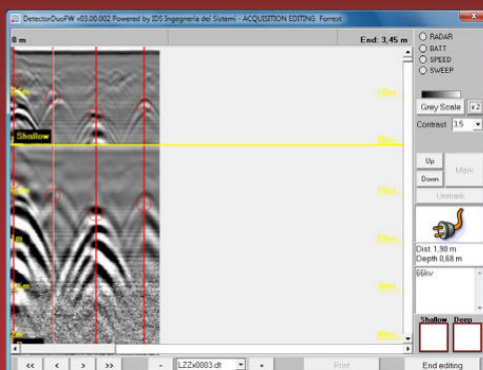 DetectorDuoFW v03.00.002 Powered by IDS Ingegneria dei Sistemi - ACQUISITION EDITING Forrest
0 m End: 3,45 m
RADAR
BATT
SPEED
SWEEP
Grey Scale x 2
Contrast 3,5
Shallow
Up
Down
Mark
Unmark
Dist. 1,98 m
Depth 0,68 m
66kv
Shallow Deep
<< < > >> - LZZx0003.dt + Print End editing